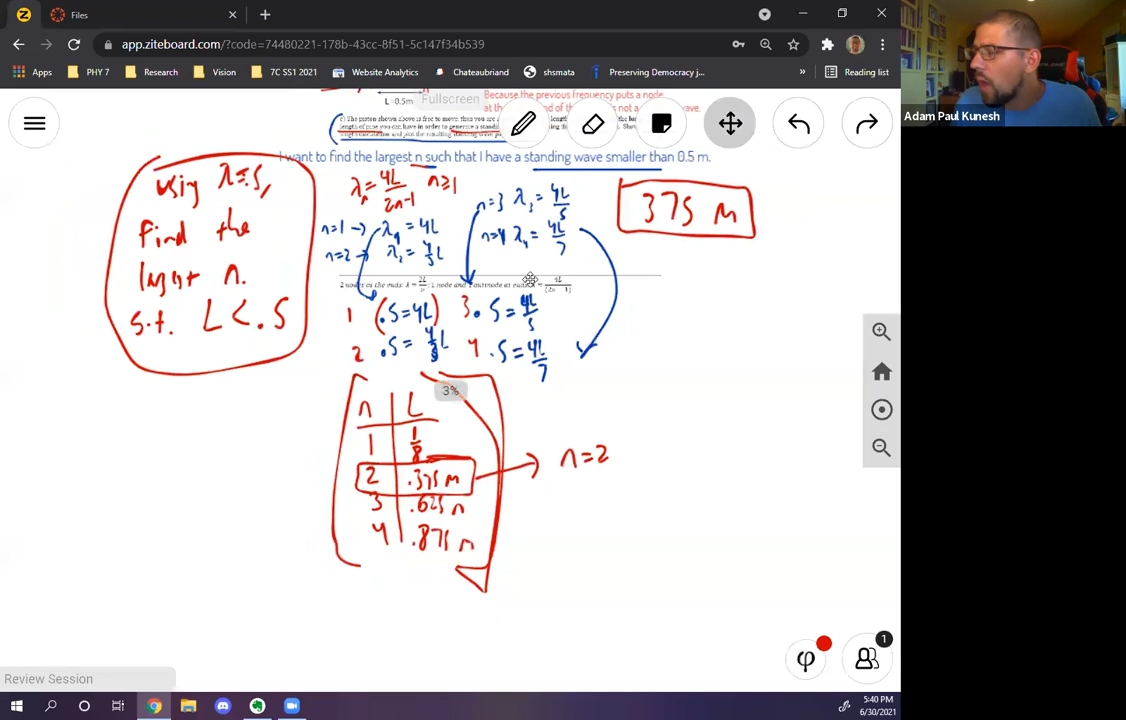 Files
app.ziteboard.com/?code=74480221-178b-43cc-8f51-5c147f34b539
Apps
PHY 7
Research
Vision
7C SS1 2021
Website Analytics
Chateaubriand
shsmata
Preserving Democracy j...
»
Reading list
Adam Paul Kunesh
L=0.5m
Because the previous frequency puts a node
Fullscreen
I want to find the largest n such that I have a standing wave smaller than 0.5 m.
using λ=.5,
find the
largest n.
s.t. L < .5
λn = 4L/2n-1 n≥1
n=1 → λ1 = 4L
n=2 → λ2 = 4/3 L
n=3 λ3 = 4L/5
n=4 λ4 = 4L/7
.375 m
1 (.5=4L)
2 .5 = 4/3 L
3 .5 = 4L/5
4 .5 = 4L/7
3%
n L
1 1/8
2 .375 m
3 .625 m
4 .875 m
n=2
Review Session
1
5:40 PM
6/30/2021